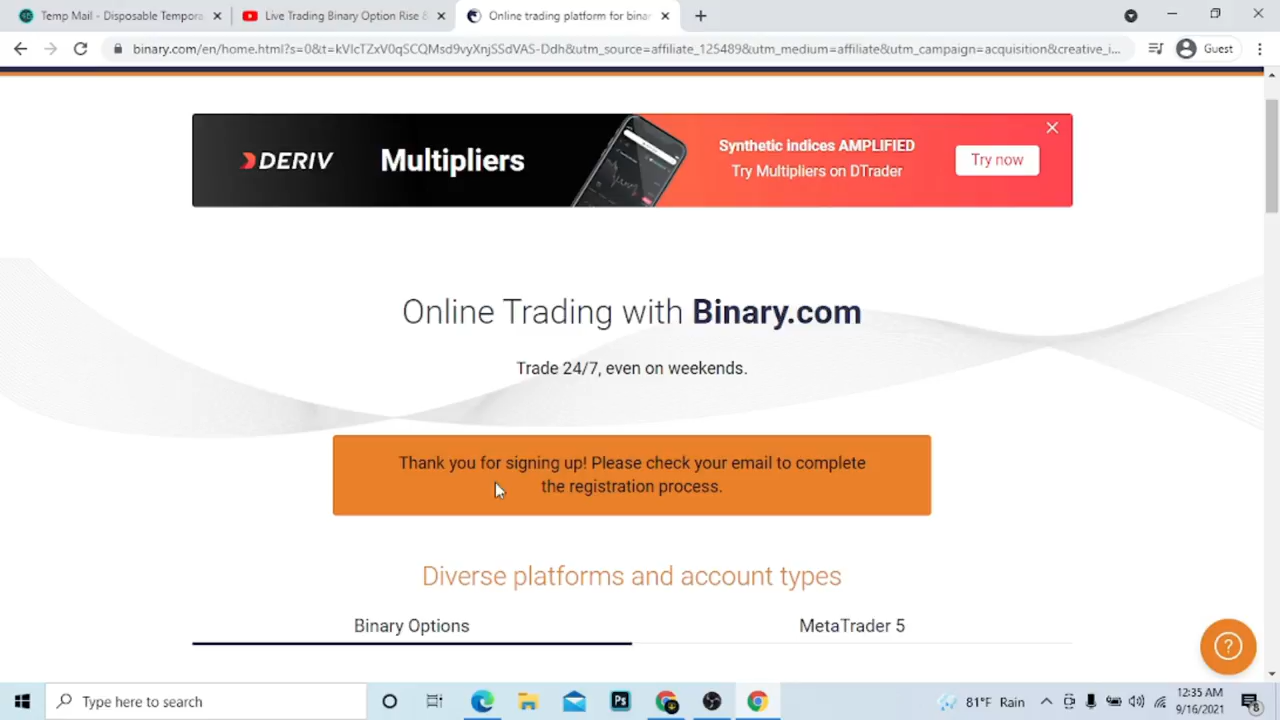 Temp Mail - Disposable Tempora
Live Trading Binary Option Rise &
Online trading platform for binar
binary.com/en/home.html?s=0&t=kVIcTZxV0qSCQMsd9vyXnjSSdVAS-Ddh&utm_source=affiliate_125489&utm_medium=affiliate&utm_campaign=acquisition&creative_i...
Guest
DERIV
Multipliers
Synthetic indices AMPLIFIED
Try Multipliers on DTrader
Try now
Online Trading with Binary.com
Trade 24/7, even on weekends.
Thank you for signing up! Please check your email to complete
the registration process.
Diverse platforms and account types
Binary Options
MetaTrader 5
Type here to search
Ps
81°F Rain
12:35 AM
9/16/2021
8